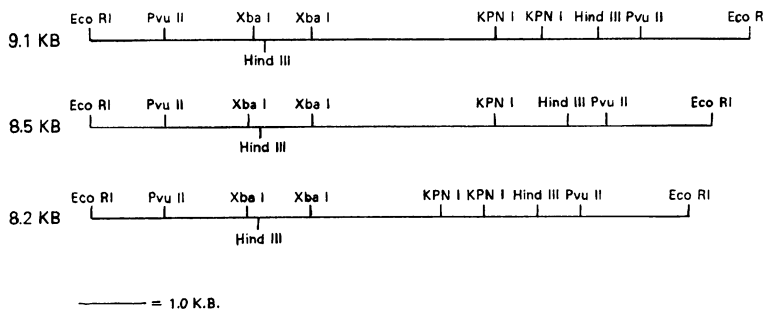 Eco RI Pvu II Xba I Xba I KPN I KPN I Hind III Pvu II Eco R
9.1 KB
Hind III
Eco RI Pvu II Xba I Xba I KPN I Hind III Pvu II Eco RI
8.5 KB
Hind III
Eco RI Pvu II Xba I Xba I KPN I KPN I Hind III Pvu II Eco RI
8.2 KB
Hind III
= 1.0 K.B.